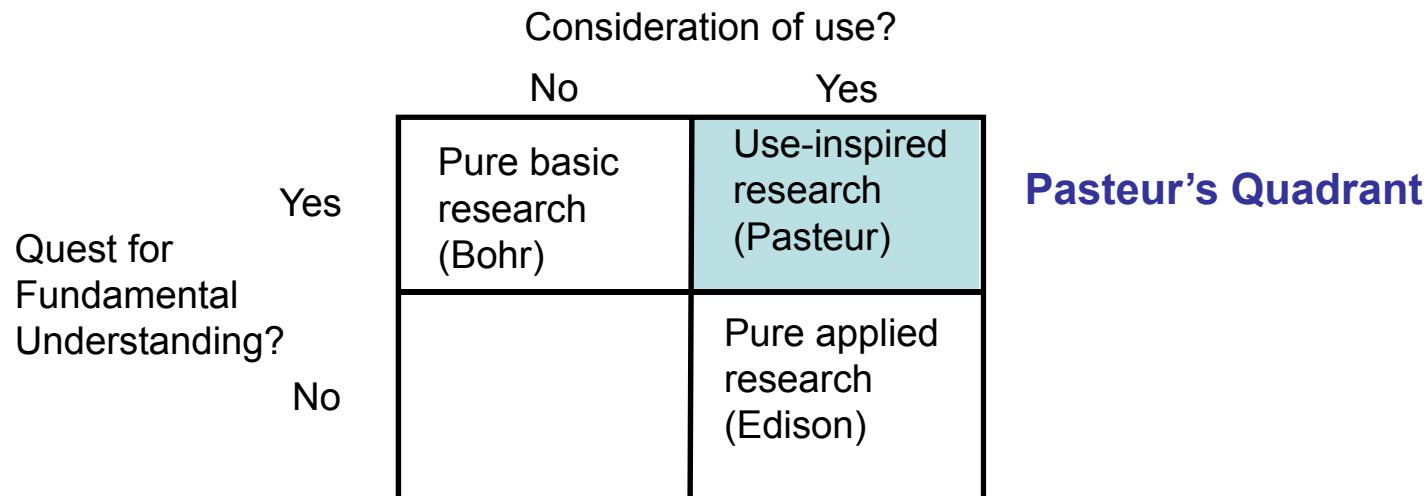 Consideration of use?
No Yes
Pure basic
research
(Bohr)
Use-inspired
research
(Pasteur)
Pasteur’s Quadrant
Yes
Quest for
Fundamental
Understanding?
No
Pure applied
research
(Edison)